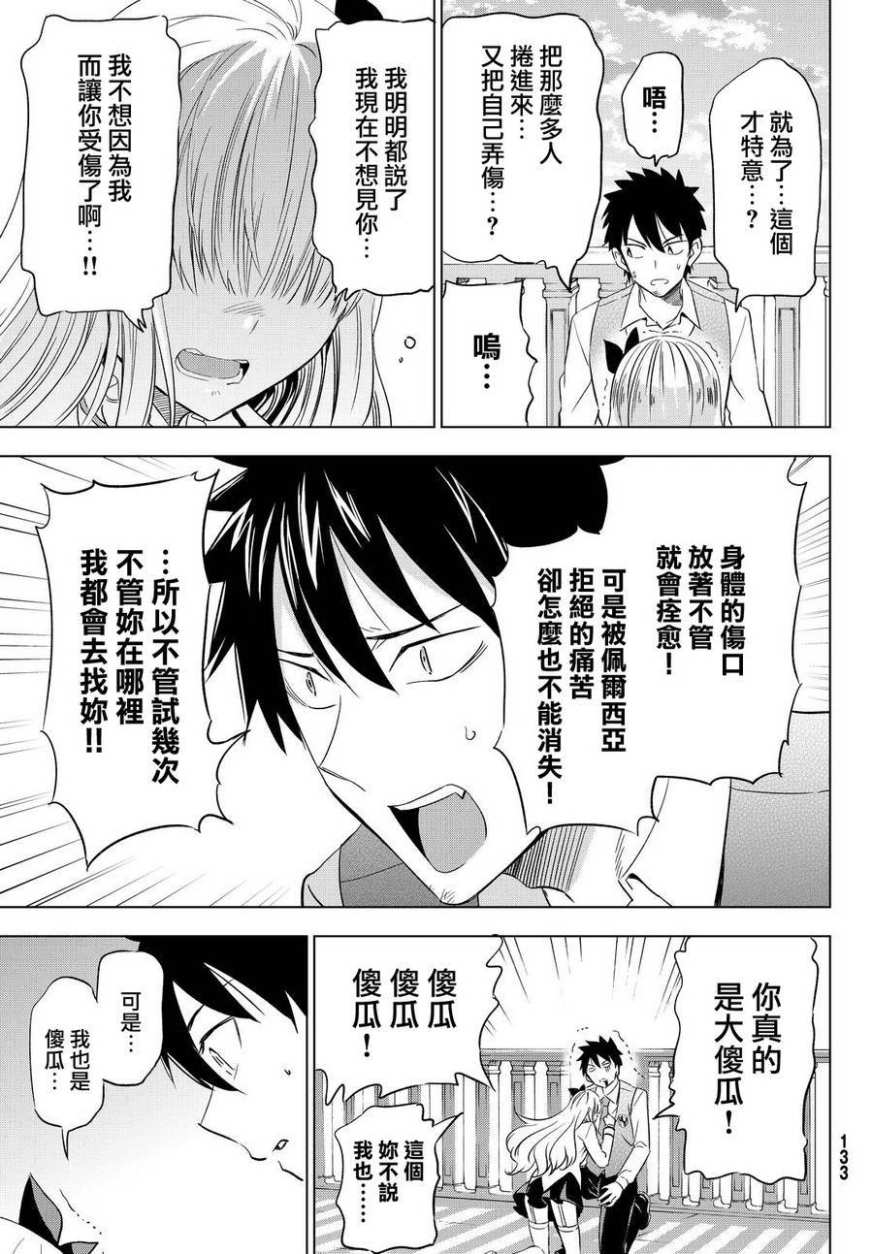 就為了…這個
才特意…？
唔…
把那麼多人
捲進來…
又把自己弄傷…？
嗚…
我明明都說了
我現在不想見你…
我不想因為我
而讓你受傷了啊…!!
身體的傷口
放著不管
就會痊愈！
可是被佩爾西亞
拒絕的痛苦
卻怎麼也不能消失！
…所以不管試幾次
不管妳在哪裡
我都會去找妳!!
你真的
是大傻瓜！
傻瓜
傻瓜
傻瓜！
這個
妳不說
我也……
可是…
我也是
傻瓜…
133